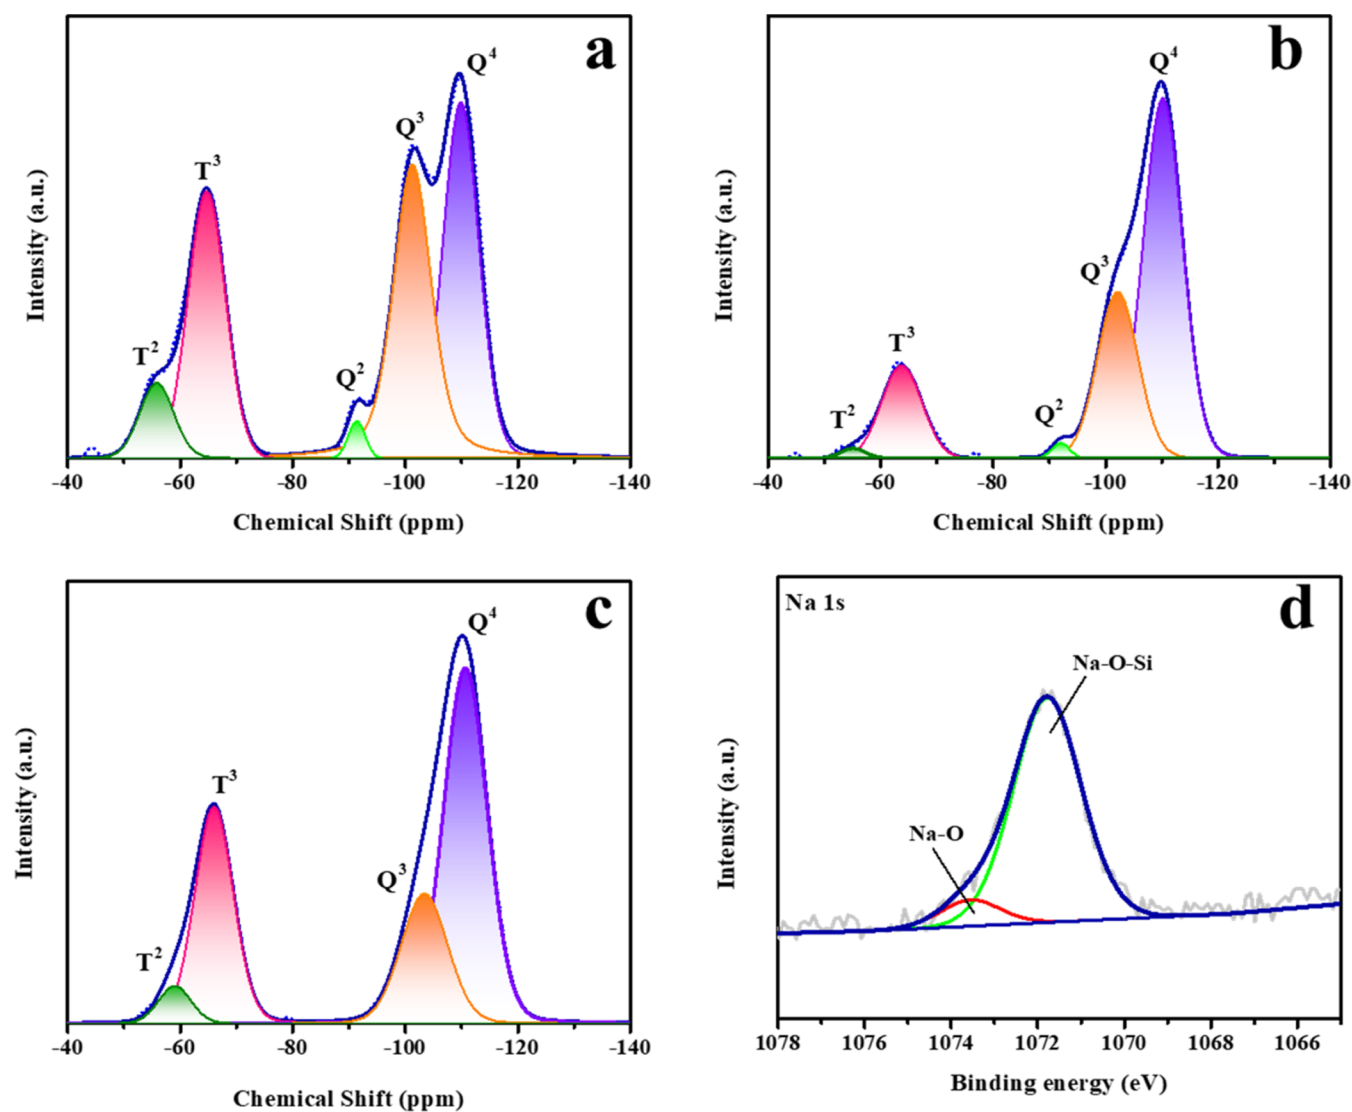 a
Q⁴
Q³
T³
T²
Q²
Intensity (a.u.)
-40 -60 -80 -100 -120 -140
Chemical Shift (ppm)
b
Q⁴
Q³
T³
T²
Q²
Intensity (a.u.)
-40 -60 -80 -100 -120 -140
Chemical Shift (ppm)
c
Q⁴
T³
Q³
T²
Intensity (a.u.)
-40 -60 -80 -100 -120 -140
Chemical Shift (ppm)
Na 1s
d
Na-O-Si
Na-O
Intensity (a.u.)
1078 1076 1074 1072 1070 1068 1066
Binding energy (eV)